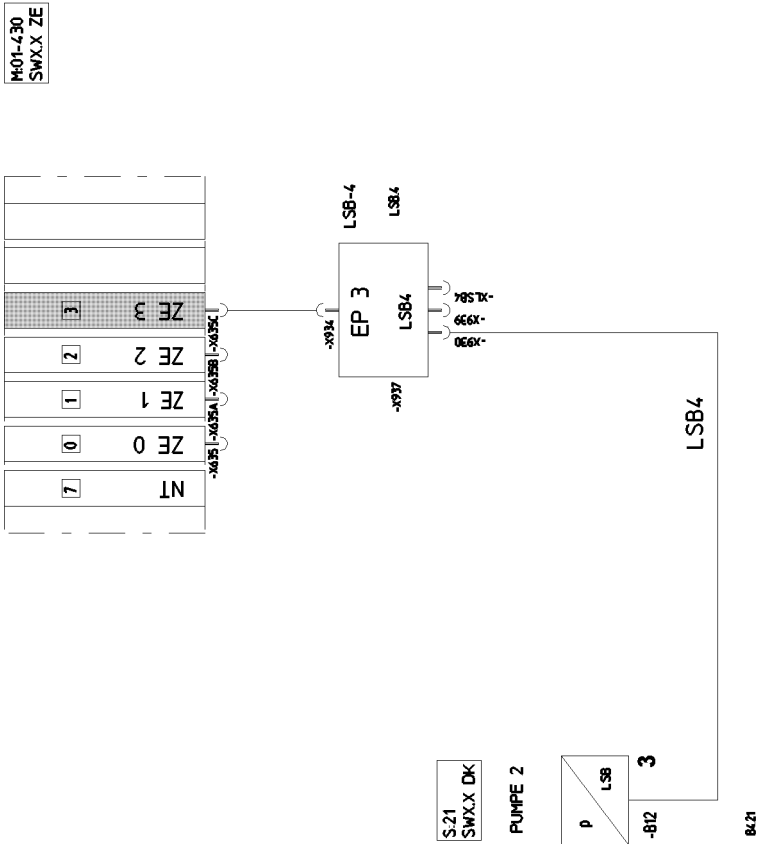 M:01-430
SWX.X ZE
LSB-4
LSB.4
3
ZE 3
-X635C
-X934
EP 3
LSB4
-XLSB4
-X939
-X930
-X937
2
ZE 2
-X635B
1
ZE 1
-X635A
0
ZE 0
-X635
7
NT
LSB4
S:21
SWX.X DK
PUMPE 2
p
LSB
3
-B12
8421